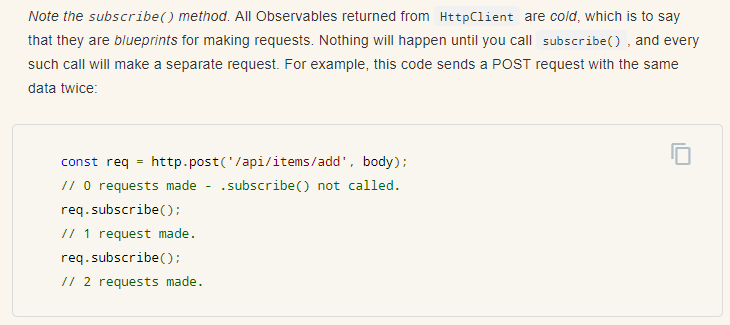 Note the subscribe() method. All Observables returned from HttpClient are cold, which is to say
that they are blueprints for making requests. Nothing will happen until you call subscribe() , and every
such call will make a separate request. For example, this code sends a POST request with the same
data twice:
const req = http.post('/api/items/add', body);
// 0 requests made - .subscribe() not called.
req.subscribe();
// 1 request made.
req.subscribe();
// 2 requests made.